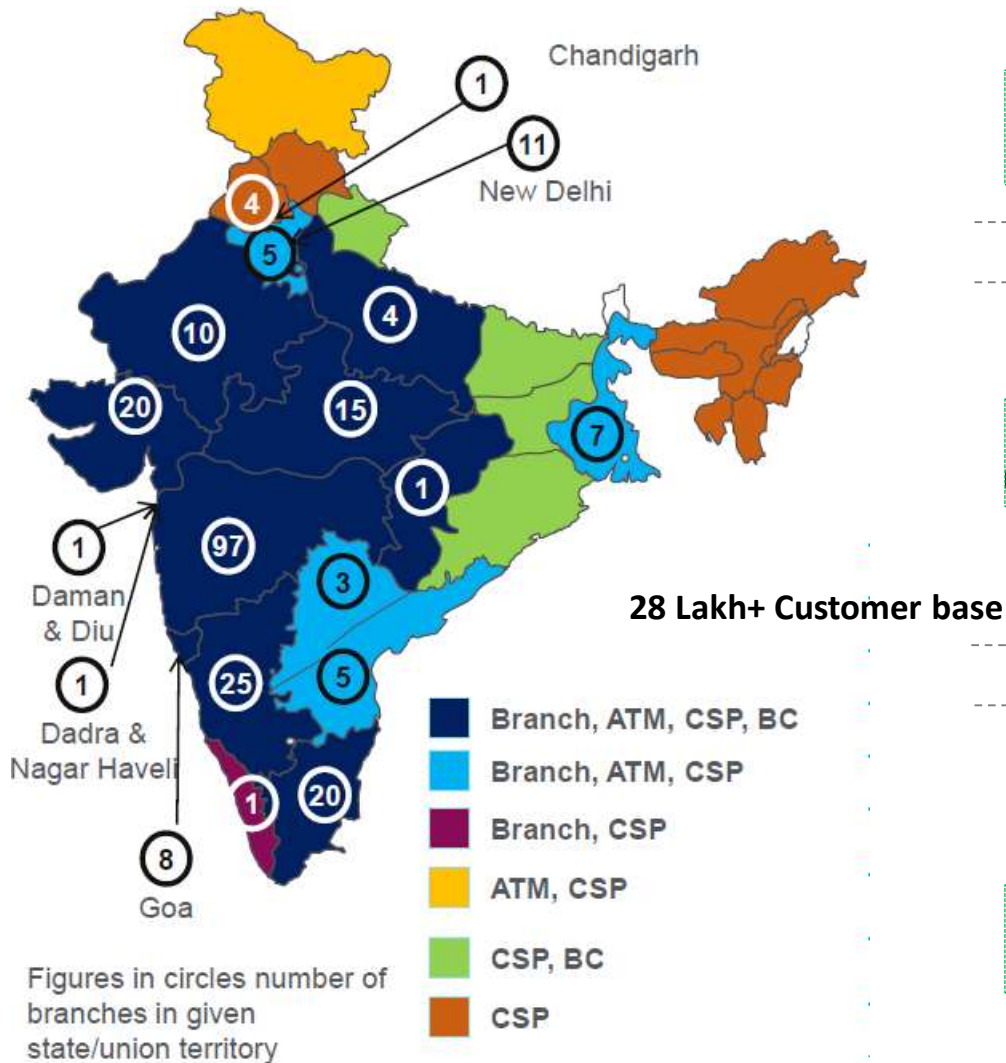 Chandigarh
1
11
New Delhi
4
5
10
4
20
15
7
1
97
1
Daman
& Diu
3
28 Lakh+ Customer base
1
Dadra &
Nagar Haveli
25
5
1
20
8
Goa
Branch, ATM, CSP, BC
Branch, ATM, CSP
Branch, CSP
ATM, CSP
CSP, BC
CSP
Figures in circles number of
branches in given
state/union territory